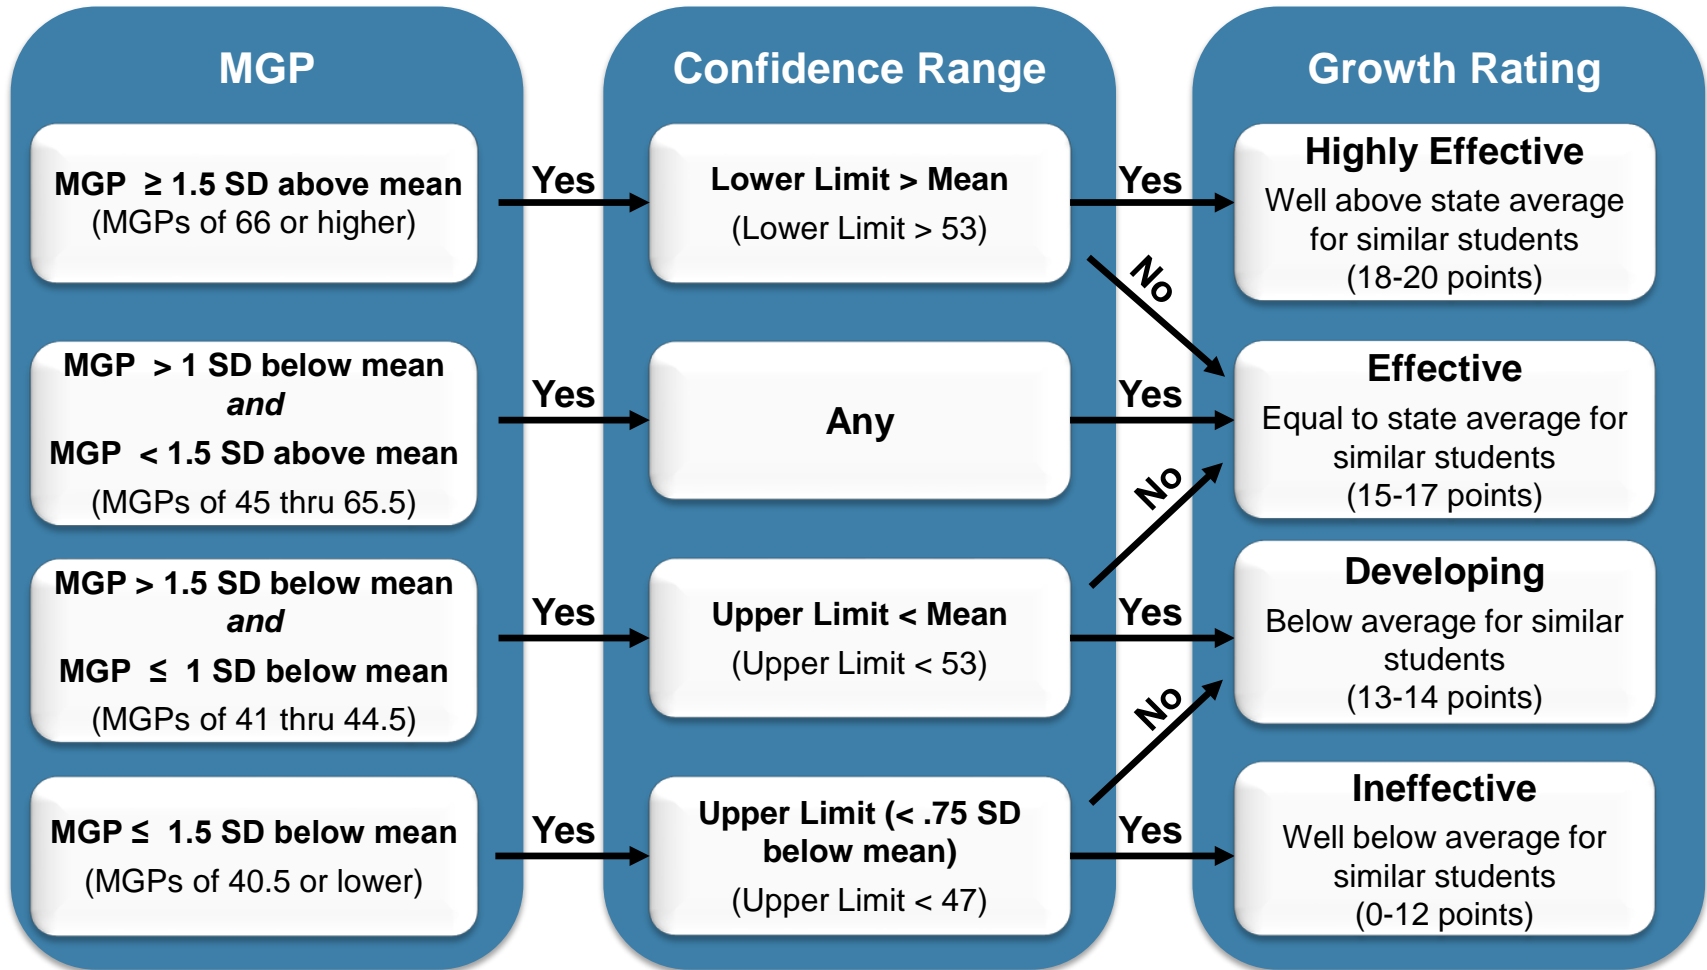 MGP
MGP ≥ 1.5 SD above mean
(MGPs of 66 or higher)
MGP > 1 SD below mean
and
MGP < 1.5 SD above mean
(MGPs of 45 thru 65.5)
MGP > 1.5 SD below mean
and
MGP ≤ 1 SD below mean
(MGPs of 41 thru 44.5)
MGP ≤ 1.5 SD below mean
(MGPs of 40.5 or lower)
Yes
Yes
Yes
Yes
Confidence Range
Lower Limit > Mean
(Lower Limit > 53)
Any
Upper Limit < Mean
(Upper Limit < 53)
Upper Limit (< .75 SD
below mean)
(Upper Limit < 47)
Yes
No
Yes
No
Yes
No
Yes
Growth Rating
Highly Effective
Well above state average
for similar students
(18-20 points)
Effective
Equal to state average for
similar students
(15-17 points)
Developing
Below average for similar
students
(13-14 points)
Ineffective
Well below average for
similar students
(0-12 points)